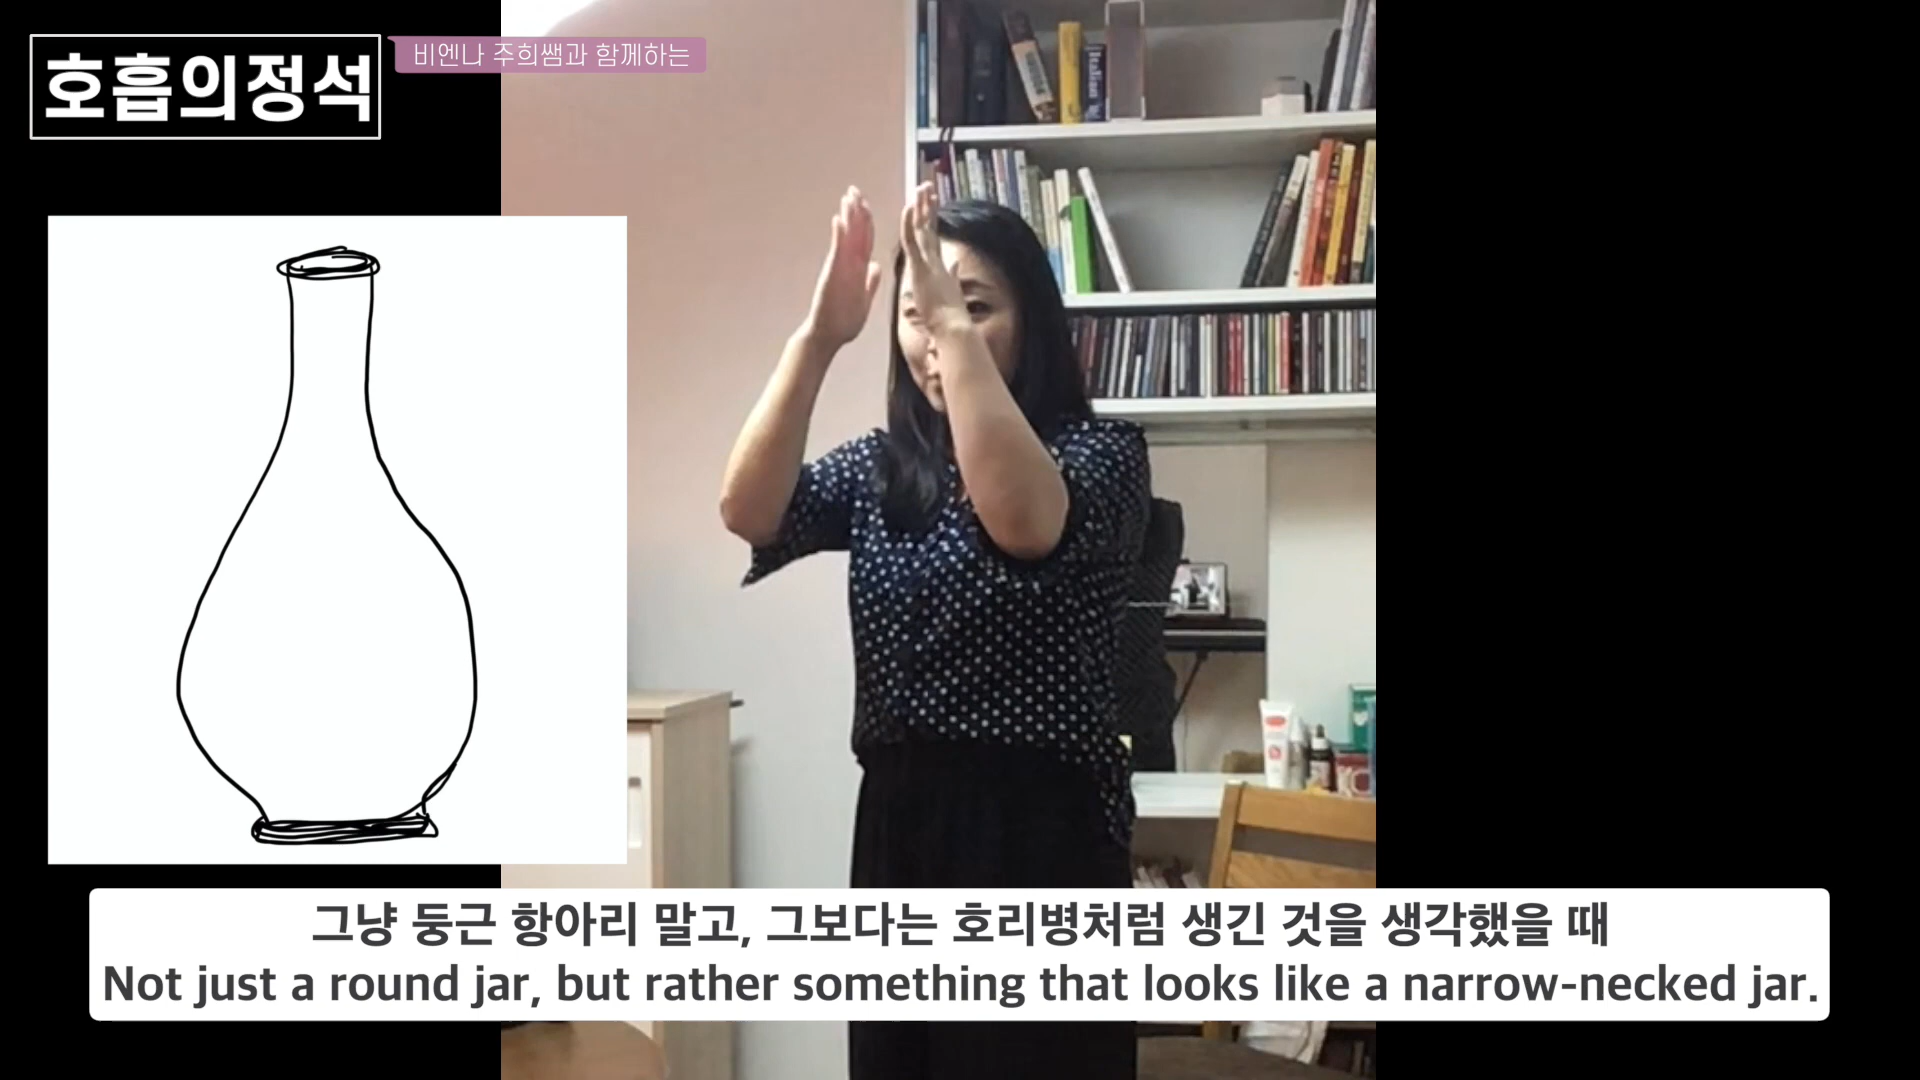 호흡의정석
비엔나 주희쌤과 함께하는
Italian
그냥 둥근 항아리 말고, 그보다는 호리병처럼 생긴 것을 생각했을 때
Not just a round jar, but rather something that looks like a narrow-necked jar.